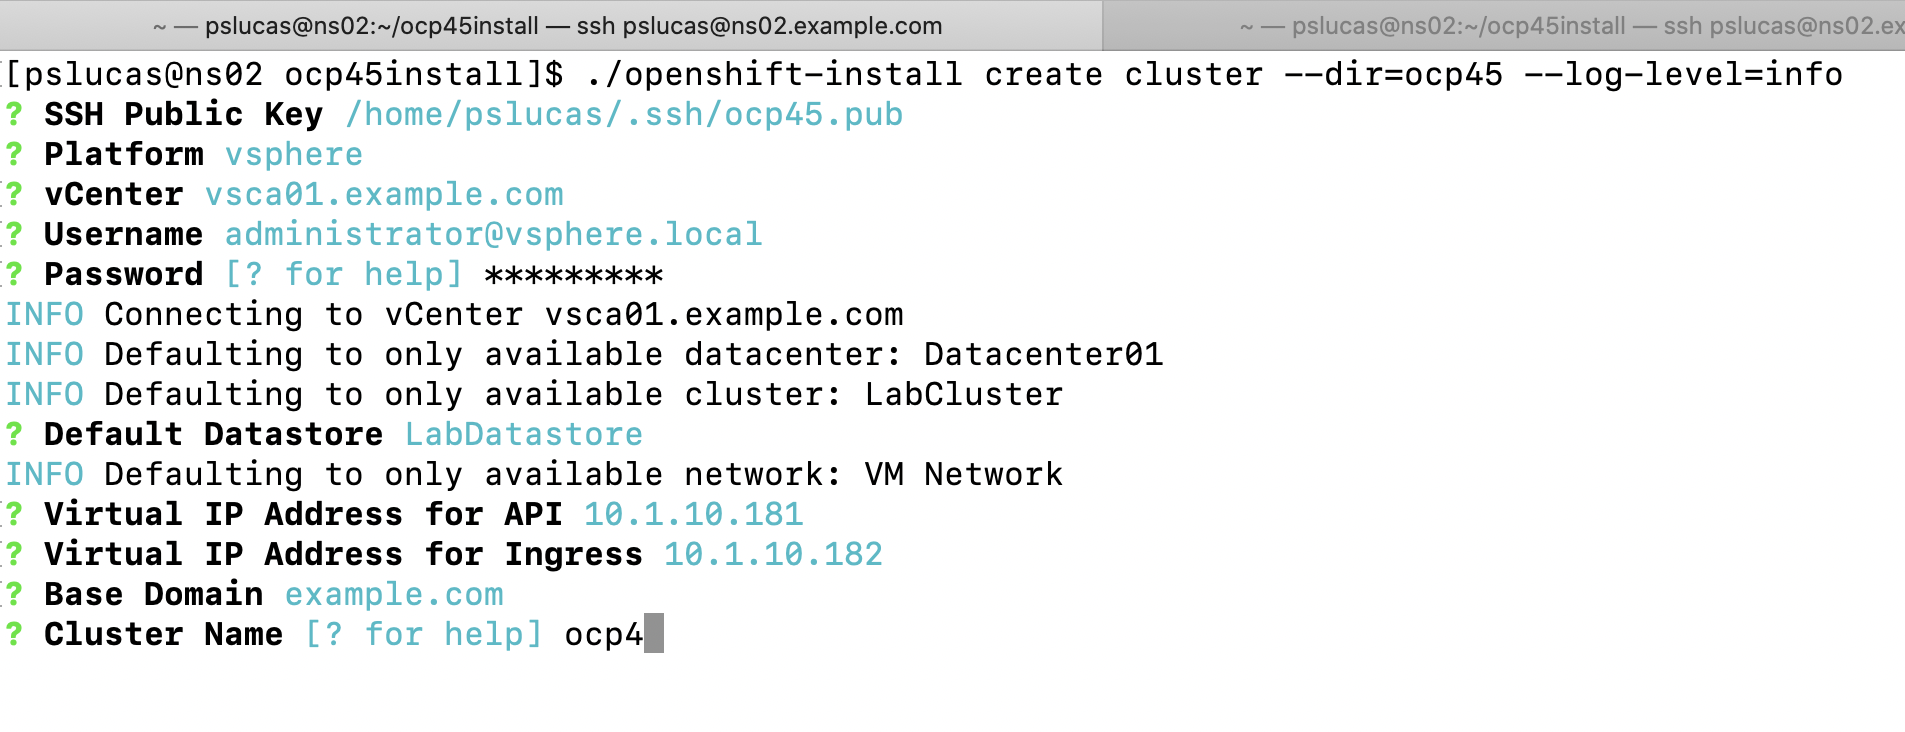 ~ — pslucas@ns02:~/ocp45install — ssh pslucas@ns02.example.com
~ — pslucas@ns02:~/ocp45install — ssh pslucas@ns02.ex
[pslucas@ns02 ocp45install]$ ./openshift-install create cluster --dir=ocp45 --log-level=info
? SSH Public Key /home/pslucas/.ssh/ocp45.pub
? Platform vsphere
? vCenter vsca01.example.com
? Username administrator@vsphere.local
? Password [? for help] *********
INFO Connecting to vCenter vsca01.example.com
INFO Defaulting to only available datacenter: Datacenter01
INFO Defaulting to only available cluster: LabCluster
? Default Datastore LabDatastore
INFO Defaulting to only available network: VM Network
? Virtual IP Address for API 10.1.10.181
? Virtual IP Address for Ingress 10.1.10.182
? Base Domain example.com
? Cluster Name [? for help] ocp4